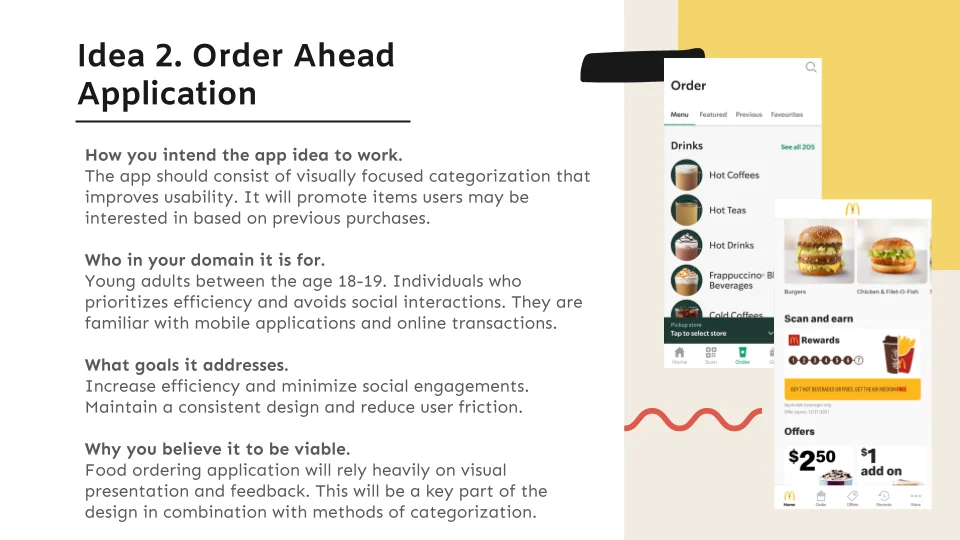 Idea 2. Order Ahead
Application
How you intend the app idea to work.
The app should consist of visually focused categorization that
improves usability. It will promote items users may be
interested in based on previous purchases.
Who in your domain it is for.
Young adults between the age 18-19. Individuals who
prioritizes efficiency and avoids social interactions. They are
familiar with mobile applications and online transactions.
What goals it addresses.
Increase efficiency and minimize social engagements.
Maintain a consistent design and reduce user friction.
Why you believe it to be viable.
Food ordering application will rely heavily on visual
presentation and feedback. This will be a key part of the
design in combination with methods of categorization.
Order
Menu Featured Previous Favourites
Drinks See all 205
Hot Coffees
Hot Teas
Hot Drinks
Frappuccino® Bl
Beverages
Cold Coffees
Pickup store
Tap to select store
Home Scan Order
Burgers Chicken & Filet-O-Fish
Scan and earn
Rewards
1 2 3 4 5 6 7
BUY 7 HOT BEVERAGES OR FRIES, GET THE 8th MEDIUM FREE
Offers
$2.50 $1
add on
Home Order Offers Rewards More